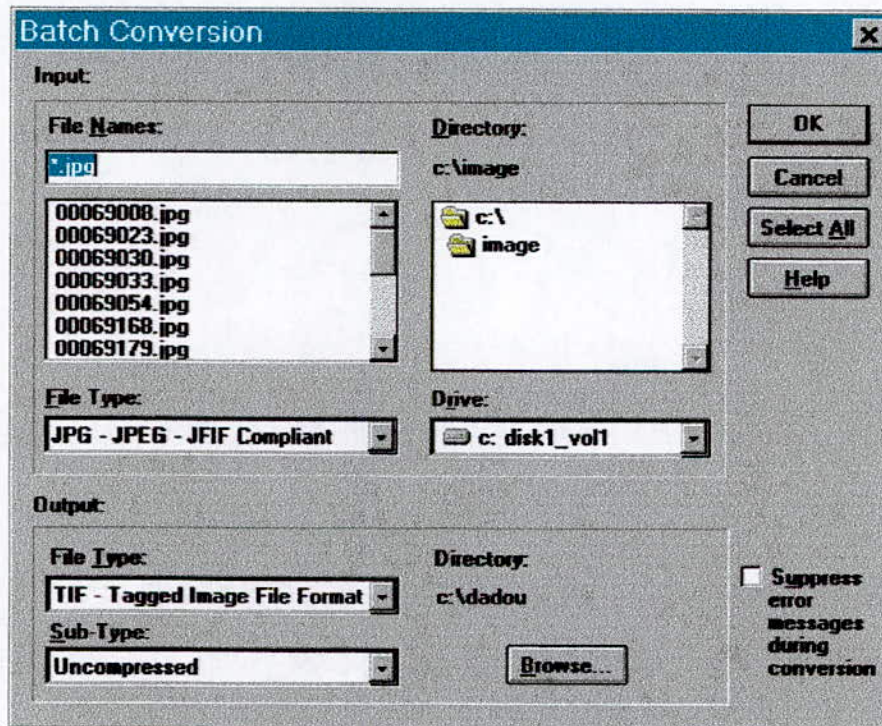 Batch Conversion
Input:
File Names:
*.jpg
00069008.jpg
00069023.jpg
00069030.jpg
00069033.jpg
00069054.jpg
00069168.jpg
00069179.jpg
File Type:
JPG - JPEG - JFIF Compliant
Directory:
c:\image
c:\
image
Drive:
c: disk1_vol1
OK
Cancel
Select All
Help
Output:
File Type:
TIF - Tagged Image File Format
Sub-Type:
Uncompressed
Directory:
c:\dadou
Browse...
Suppress
error
messages
during
conversion